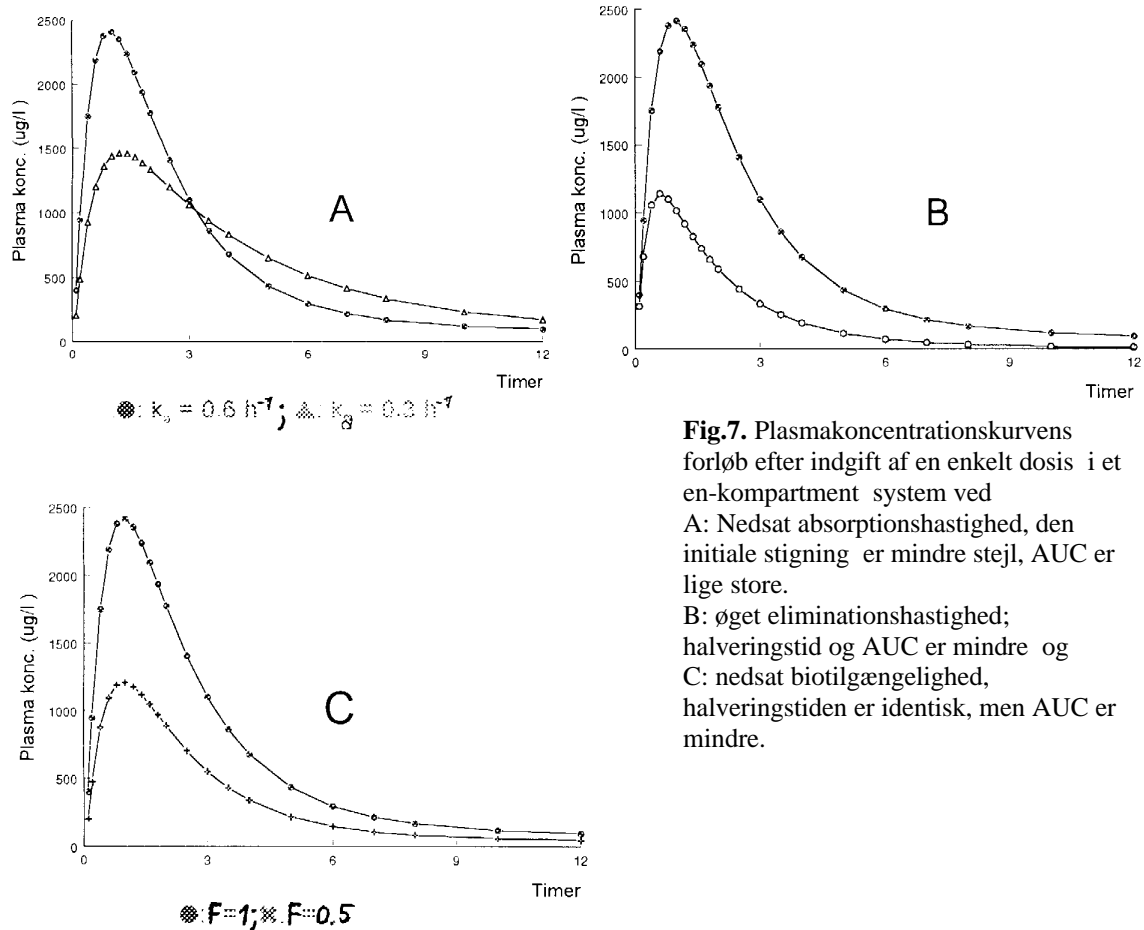 Plasma konc. (ug/l )
2500
2000
1500
1000
500
0
0 3 6 9 12
Timer
A
: kₐ = 0.6 h⁻¹; : kₐ = 0.3 h⁻¹
Plasma konc. (ug/l )
2500
2000
1500
1000
500
0
0 3 6 9 12
Timer
B
Fig.7. Plasmakoncentrationskurvens
forløb efter indgift af en enkelt dosis i et
en-kompartment system ved
A: Nedsat absorptionshastighed, den
initiale stigning er mindre stejl, AUC er
lige store.
B: øget eliminationshastighed;
halveringstid og AUC er mindre og
C: nedsat biotilgængelighed,
halveringstiden er identisk, men AUC er
mindre.
Plasma konc. (ug/l )
2500
2000
1500
1000
500
0
0 3 6 9 12
Timer
C
: F=1; : F=0.5